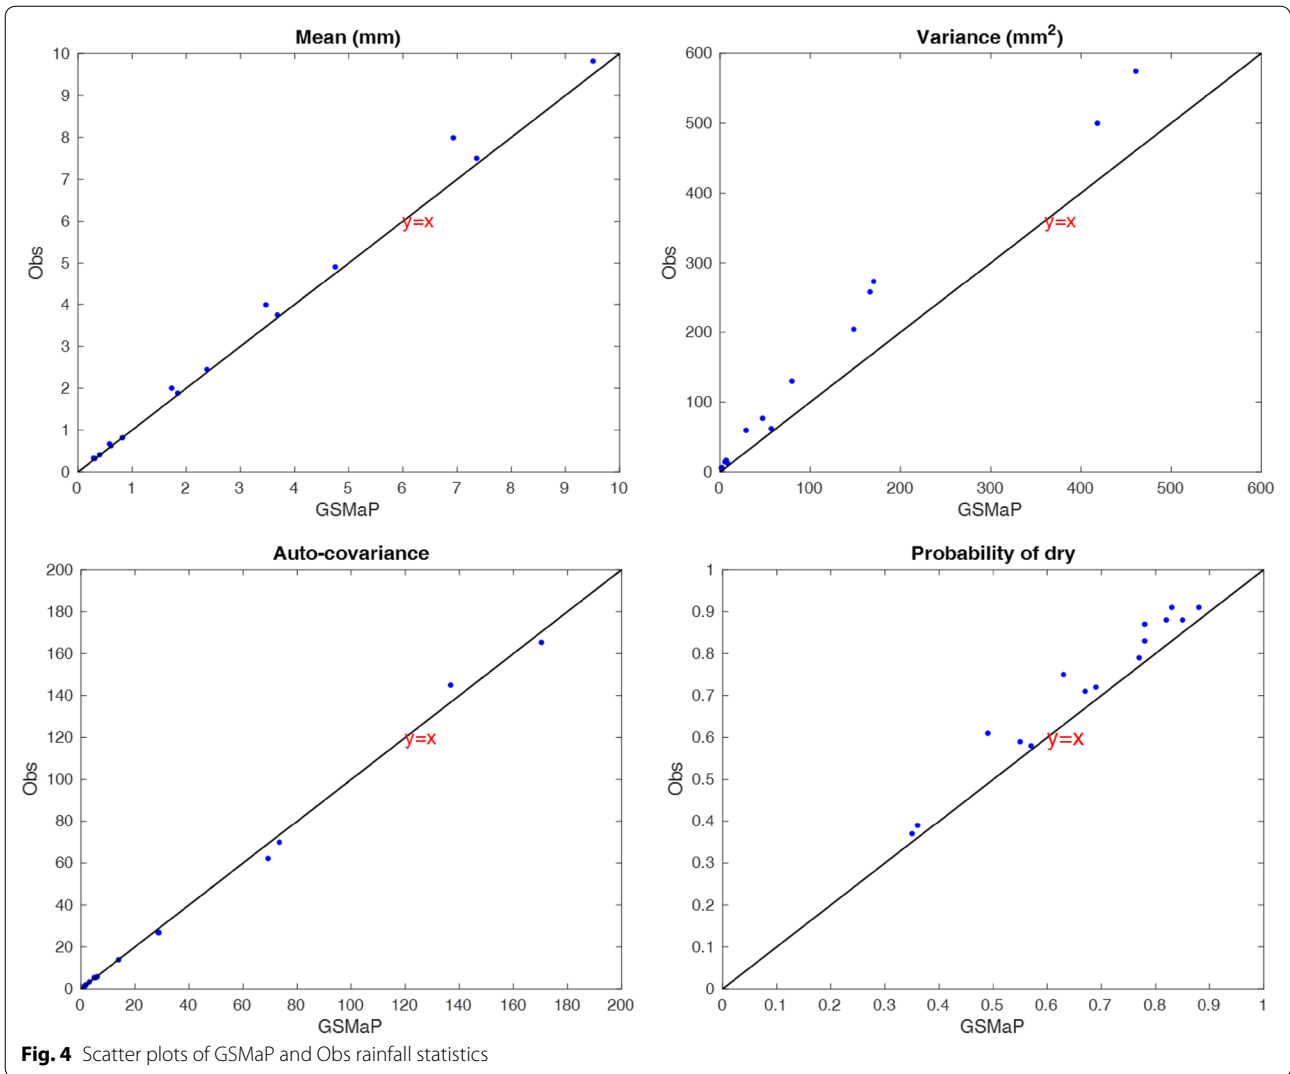 Mean (mm)
10
9
8
7
6
5
4
3
2
1
0
Obs
y=x
0 1 2 3 4 5 6 7 8 9 10
GSMaP
Variance (mm²)
600
500
400
300
200
100
0
Obs
y=x
0 100 200 300 400 500 600
GSMaP
Auto-covariance
200
180
160
140
120
100
80
60
40
20
0
Obs
y=x
0 20 40 60 80 100 120 140 160 180 200
GSMaP
Probability of dry
1
0.9
0.8
0.7
0.6
0.5
0.4
0.3
0.2
0.1
0
Obs
y=x
0 0.1 0.2 0.3 0.4 0.5 0.6 0.7 0.8 0.9 1
GSMaP
Fig. 4 Scatter plots of GSMaP and Obs rainfall statistics